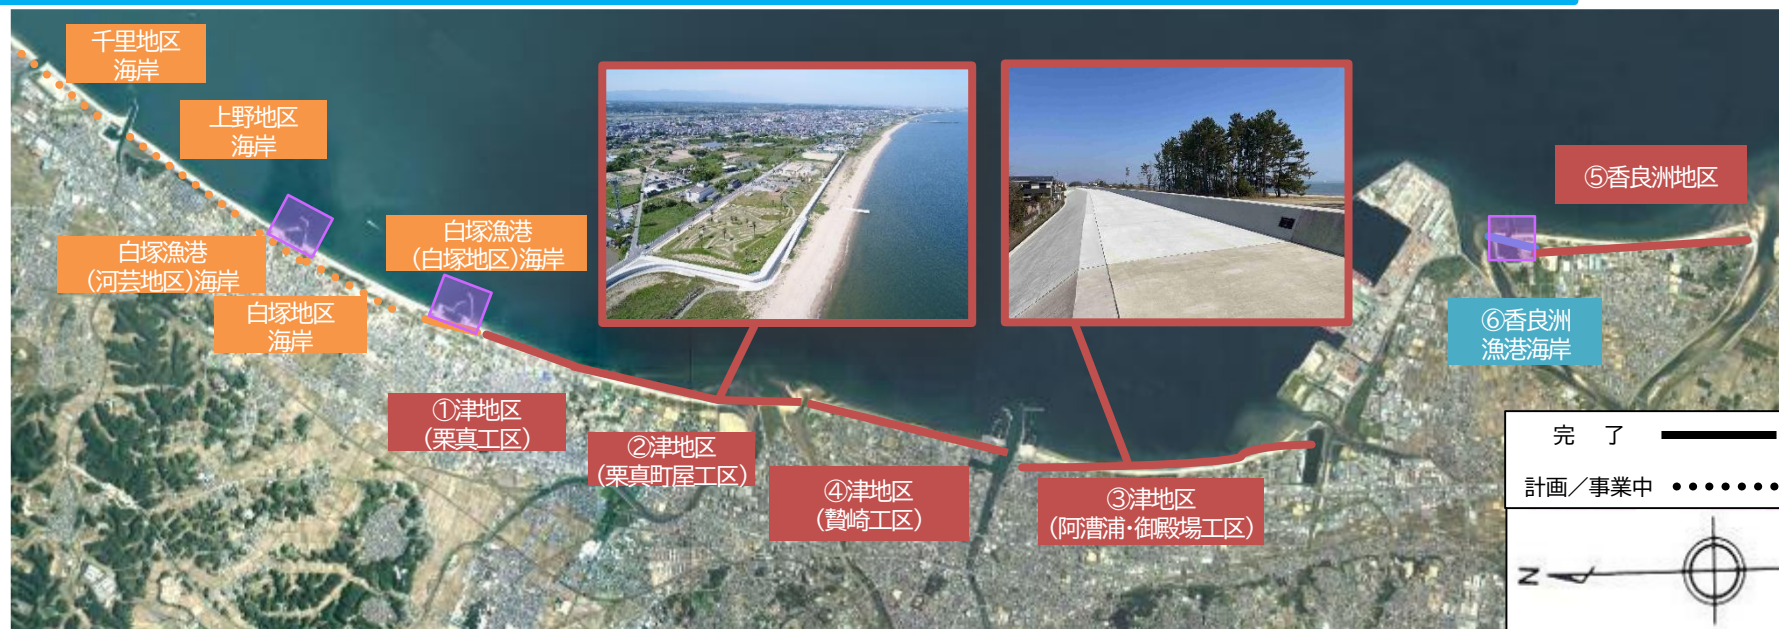 千里地区
海岸
上野地区
海岸
白塚漁港
(河芸地区)海岸
白塚地区
海岸
白塚漁港
(白塚地区)海岸
①津地区
(栗真工区)
②津地区
(栗真町屋工区)
④津地区
(贄崎工区)
③津地区
(阿漕浦・御殿場工区)
⑤香良洲地区
⑥香良洲
漁港海岸
完 了
計画/事業中
N